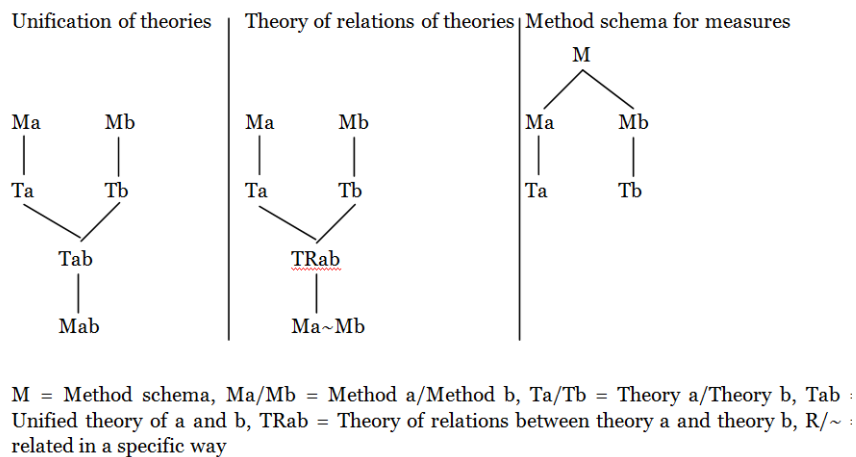 Unification of theories Theory of relations of theories Method schema for measures
M
Ma Mb Ma Mb Ma Mb
Ta Tb Ta Tb Ta Tb
Tab TRab
Mab Ma~Mb
M = Method schema, Ma/Mb = Method a/Method b, Ta/Tb = Theory a/Theory b, Tab =
Unified theory of a and b, TRab = Theory of relations between theory a and theory b, R/~ =
related in a specific way